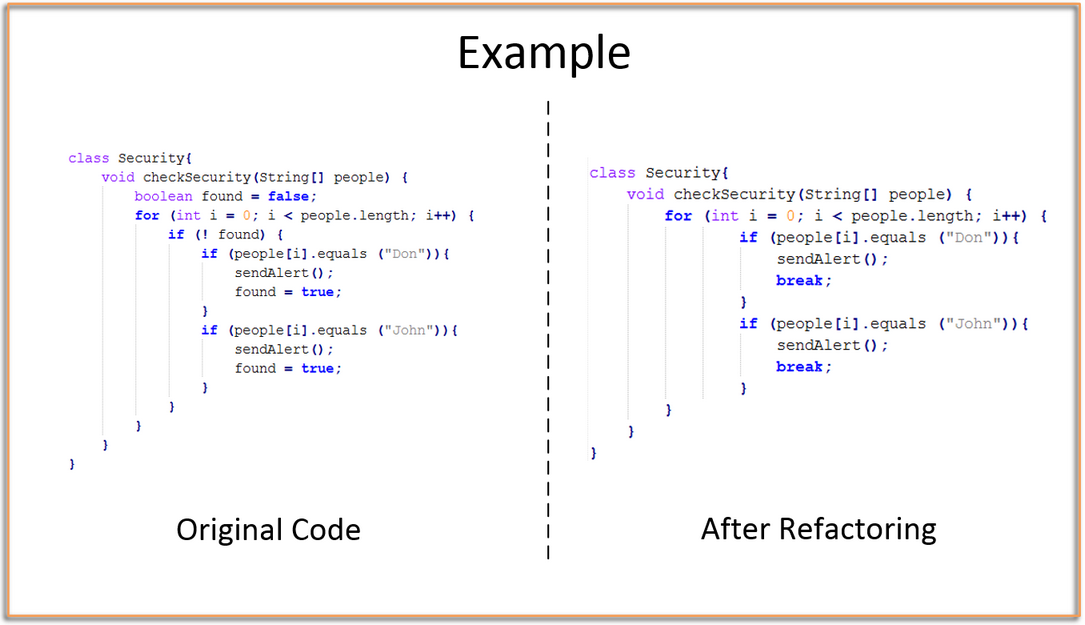 Example
class Security{
void checkSecurity(String[] people) {
boolean found = false;
for (int i = 0; i < people.length; i++) {
if (! found) {
if (people[i].equals ("Don")){
sendAlert();
found = true;
}
if (people[i].equals ("John")){
sendAlert();
found = true;
}
}
}
}
}
Original Code
class Security{
void checkSecurity(String[] people) {
for (int i = 0; i < people.length; i++) {
if (people[i].equals ("Don")){
sendAlert();
break;
}
if (people[i].equals ("John")){
sendAlert();
break;
}
}
}
}
After Refactoring